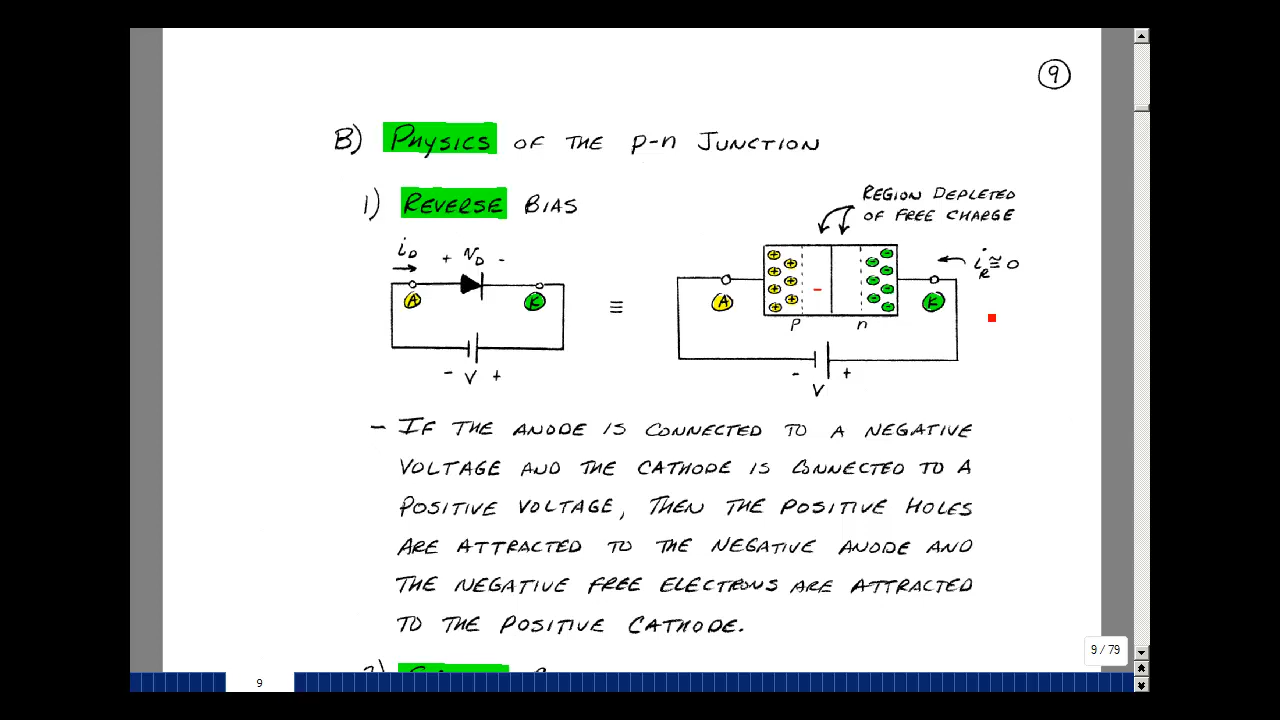 9
B) PHYSICS OF THE p-n JUNCTION
1) REVERSE BIAS
REGION DEPLETED
OF FREE CHARGE
iD + ND -
A K
- V +
≡
+ + + + + + + -
- - - - - - -
iR ≅ 0
A K
p n
- V +
- IF THE ANODE IS CONNECTED TO A NEGATIVE
VOLTAGE AND THE CATHODE IS CONNECTED TO A
POSITIVE VOLTAGE, THEN THE POSITIVE HOLES
ARE ATTRACTED TO THE NEGATIVE ANODE AND
THE NEGATIVE FREE ELECTRONS ARE ATTRACTED
TO THE POSITIVE CATHODE.
9 / 79
9